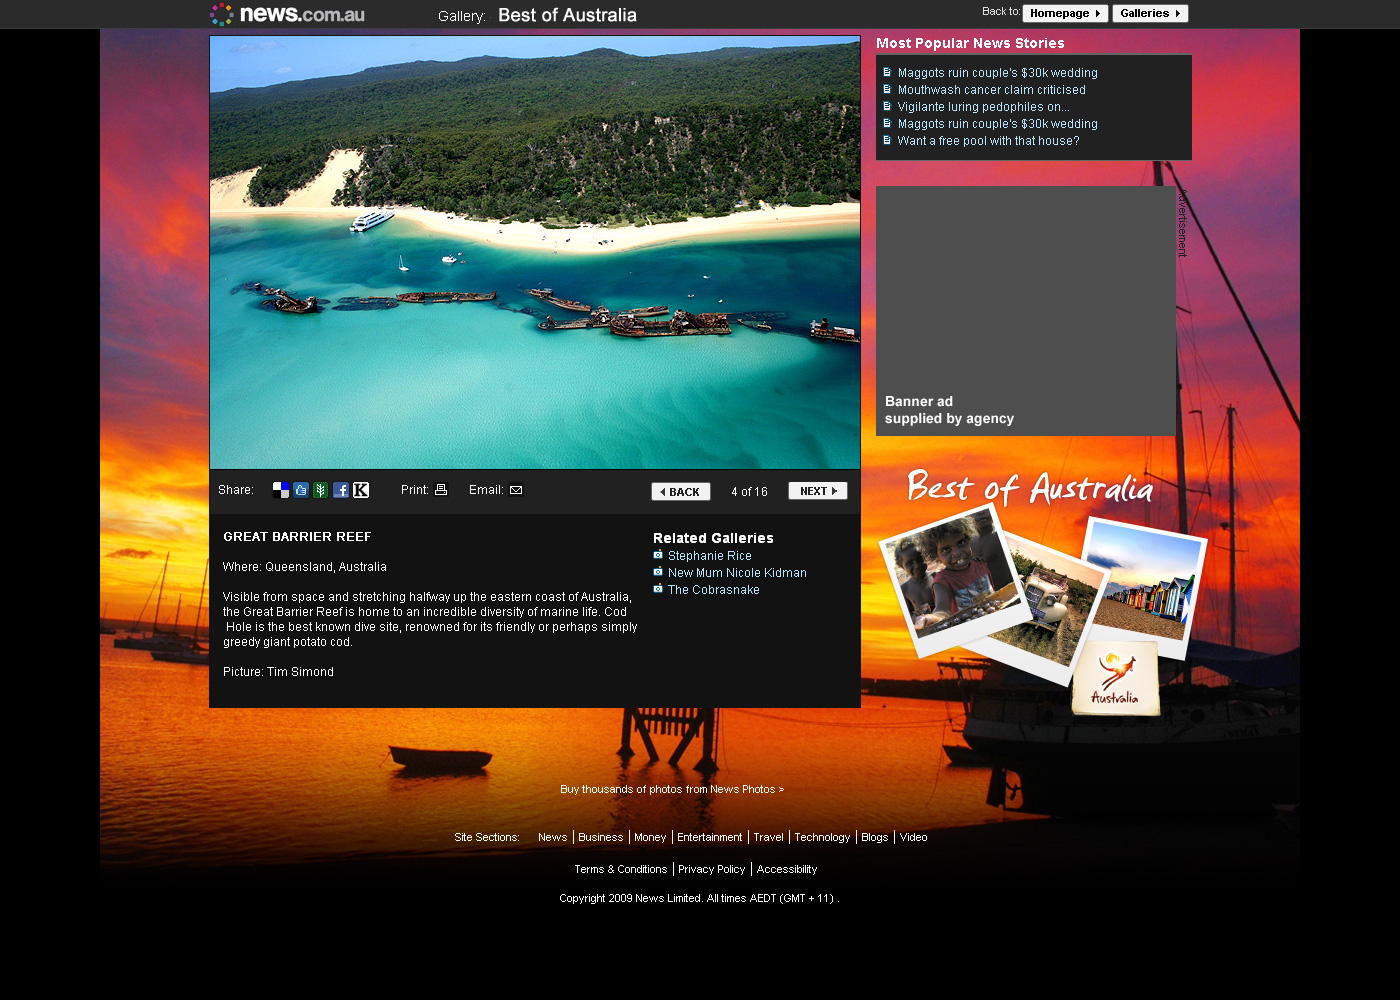 news.com.au
Gallery: Best of Australia
Back to: Homepage Galleries
Most Popular News Stories
Maggots ruin couple's $30k wedding
Mouthwash cancer claim criticised
Vigilante luring pedophiles on...
Maggots ruin couple's $30k wedding
Want a free pool with that house?
Advertisement
Banner ad
supplied by agency
Share: Print: Email: BACK 4 of 16 NEXT
GREAT BARRIER REEF
Where: Queensland, Australia
Visible from space and stretching halfway up the eastern coast of Australia,
the Great Barrier Reef is home to an incredible diversity of marine life. Cod
Hole is the best known dive site, renowned for its friendly or perhaps simply
greedy giant potato cod.
Picture: Tim Simond
Related Galleries
Stephanie Rice
New Mum Nicole Kidman
The Cobrasnake
Best of Australia
Australia
Buy thousands of photos from News Photos >
Site Sections: News | Business | Money | Entertainment | Travel | Technology | Blogs | Video
Terms & Conditions | Privacy Policy | Accessibility
Copyright 2009 News Limited. All times AEDT (GMT + 11) .